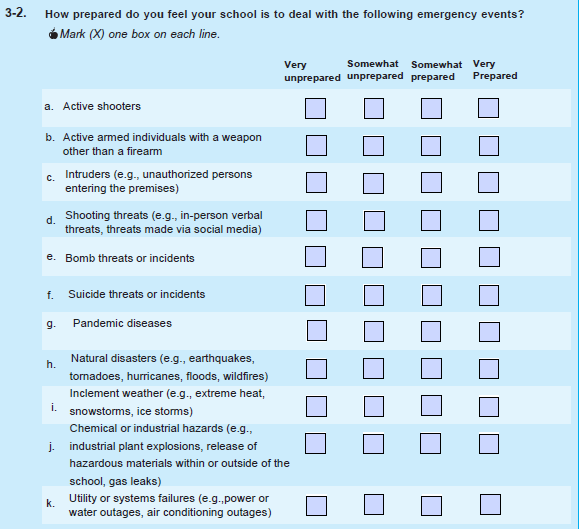 3-2. How prepared do you feel your school is to deal with the following emergency events?
Mark (X) one box on each line.
Very unprepared Somewhat unprepared Somewhat prepared Very Prepared
a. Active shooters
b. Active armed individuals with a weapon
other than a firearm
c. Intruders (e.g., unauthorized persons
entering the premises)
d. Shooting threats (e.g., in-person verbal
threats, threats made via social media)
e. Bomb threats or incidents
f. Suicide threats or incidents
g. Pandemic diseases
h. Natural disasters (e.g., earthquakes,
tornadoes, hurricanes, floods, wildfires)
i. Inclement weather (e.g., extreme heat,
snowstorms, ice storms)
j. Chemical or industrial hazards (e.g.,
industrial plant explosions, release of
hazardous materials within or outside of the
school, gas leaks)
k. Utility or systems failures (e.g.,power or
water outages, air conditioning outages)